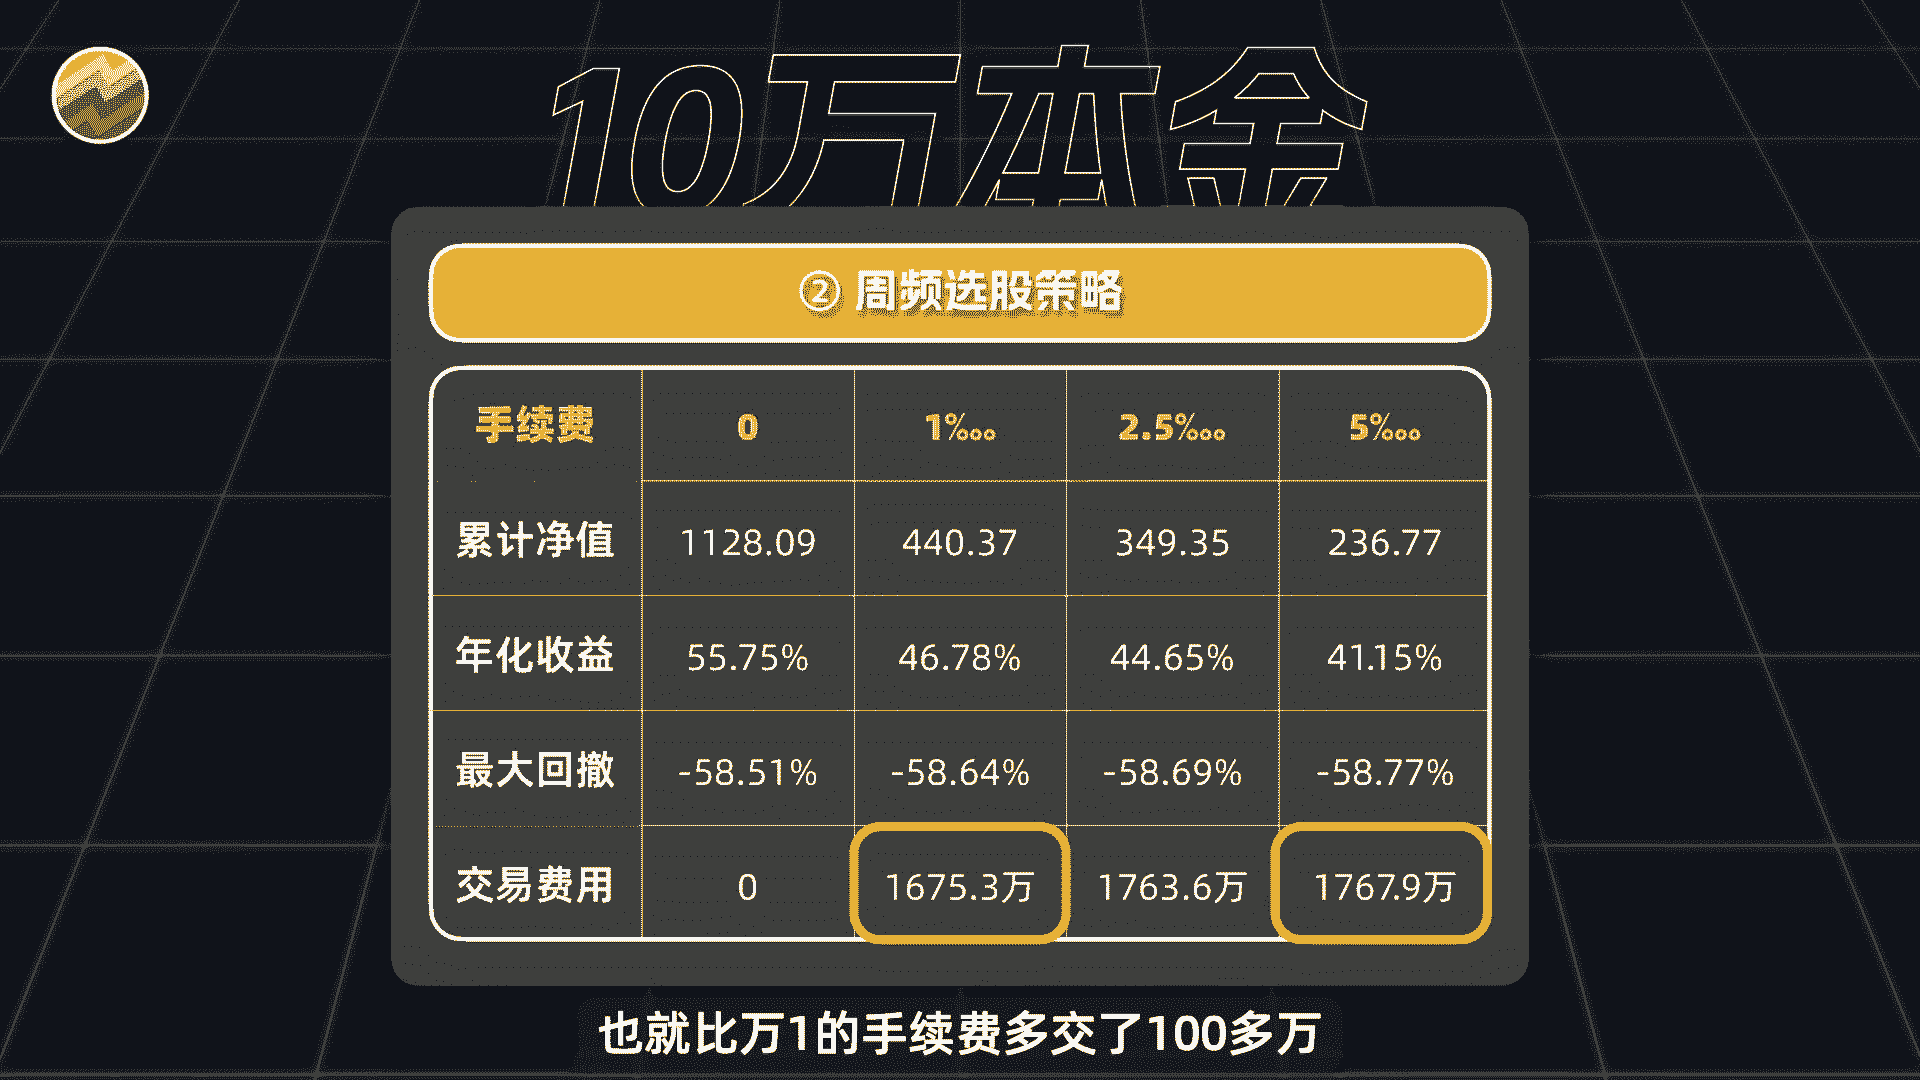 10万本金
② 周频选股策略
手续费 0 1‱ 2.5‱ 5‱
累计净值 1128.09 440.37 349.35 236.77
年化收益 55.75% 46.78% 44.65% 41.15%
最大回撤 -58.51% -58.64% -58.69% -58.77%
交易费用 0 1675.3万 1763.6万 1767.9万
也就比万1的手续费多交了100多万